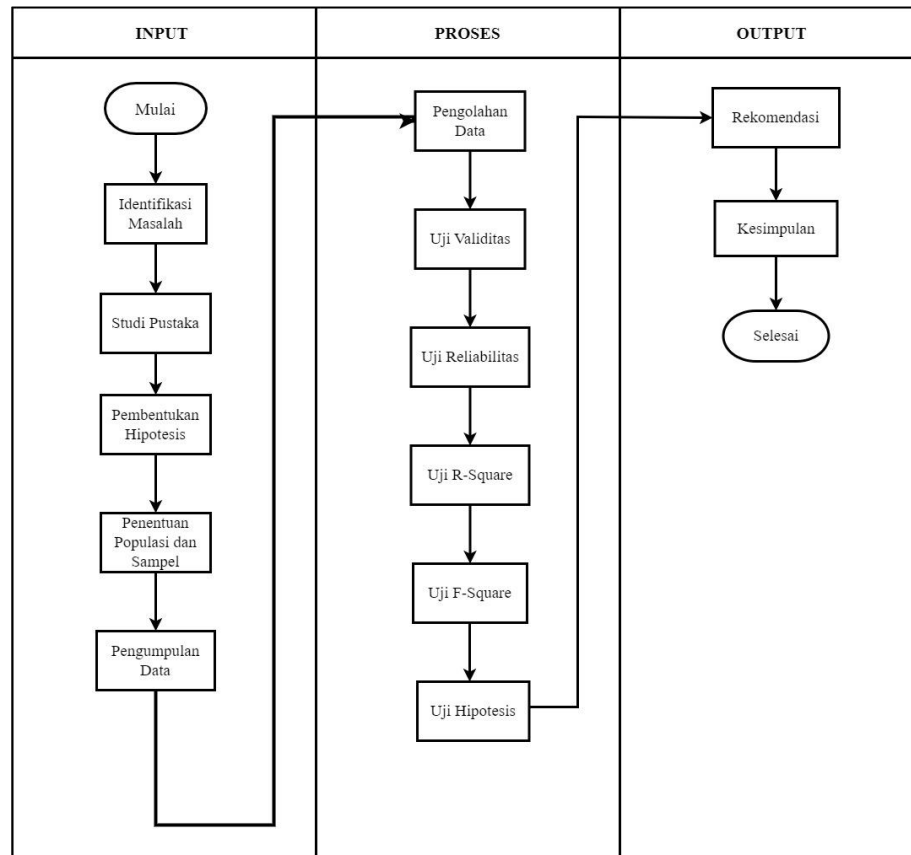 INPUT
PROSES
OUTPUT
Mulai
Identifikasi
Masalah
Studi Pustaka
Pembentukan
Hipotesis
Penentuan
Populasi dan
Sampel
Pengumpulan
Data
Pengolahan
Data
Uji Validitas
Uji Reliabilitas
Uji R-Square
Uji F-Square
Uji Hipotesis
Rekomendasi
Kesimpulan
Selesai